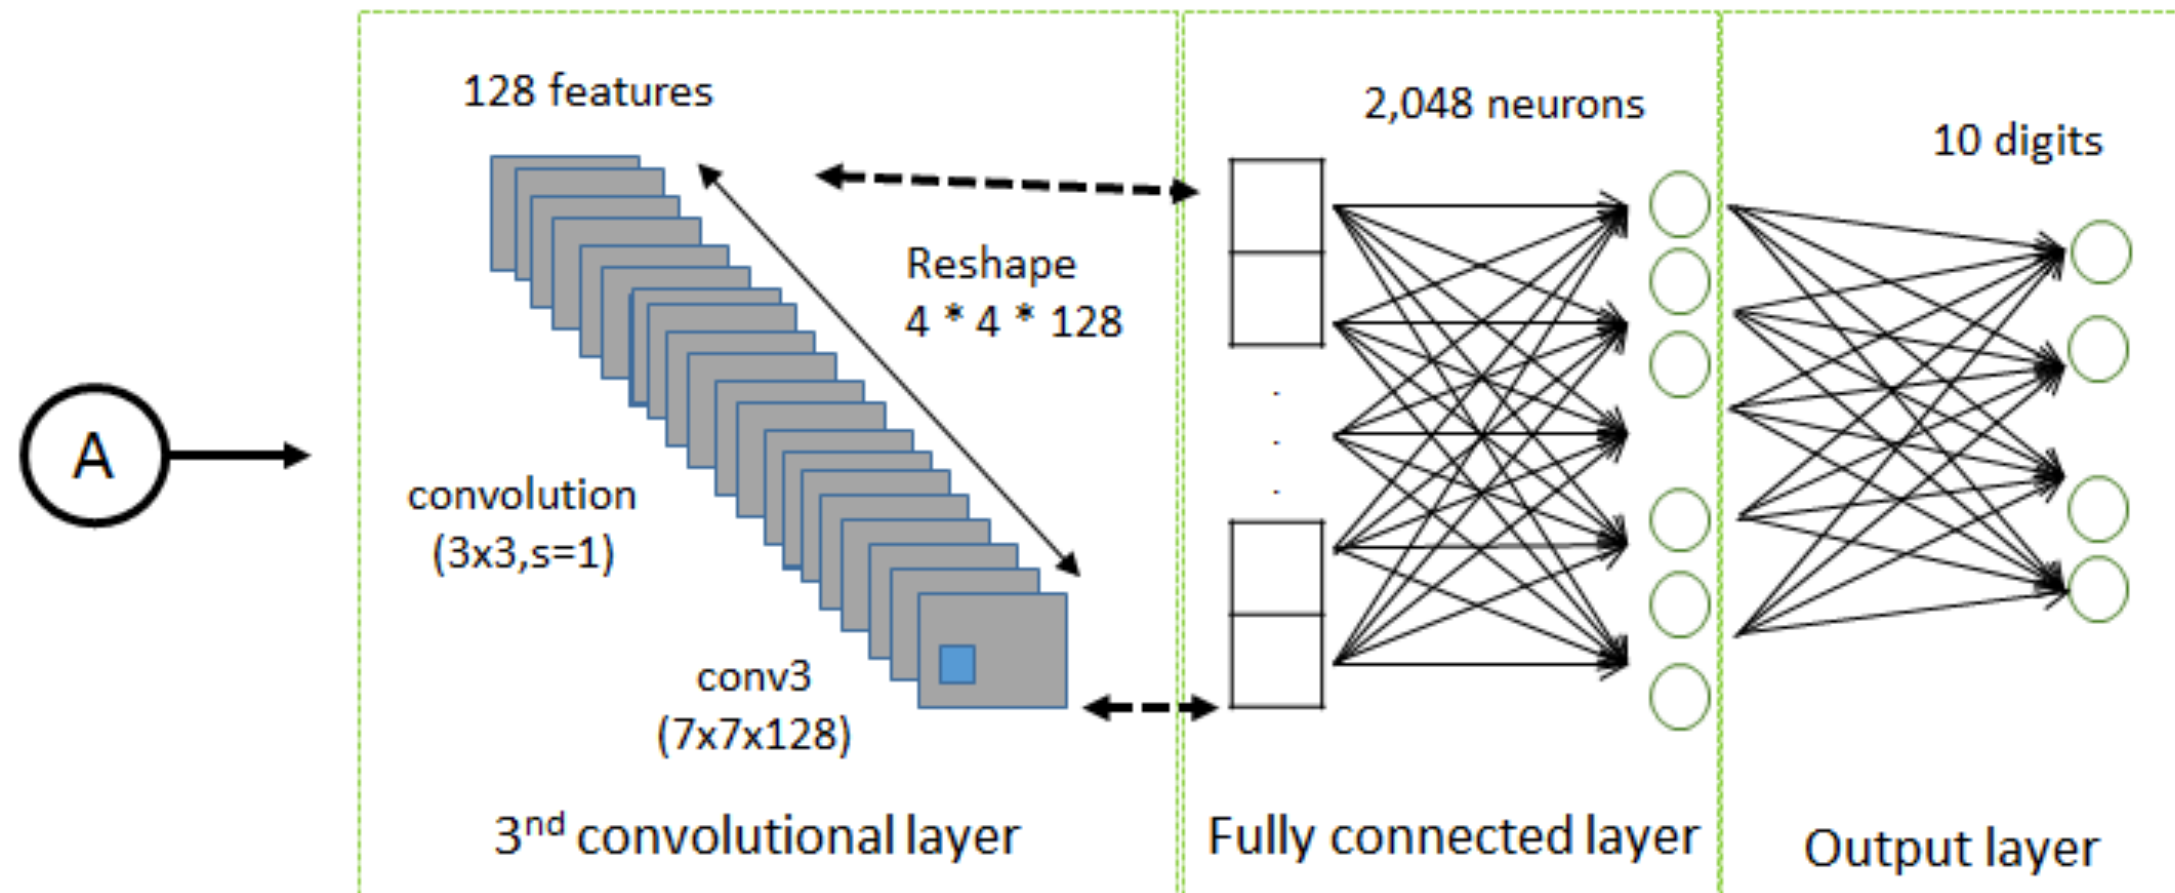 128 features
2,048 neurons
10 digits
Reshape
4 * 4 * 128
A
convolution
(3x3,s=1)
conv3
(7x7x128)
3nd convolutional layer
Fully connected layer
Output layer